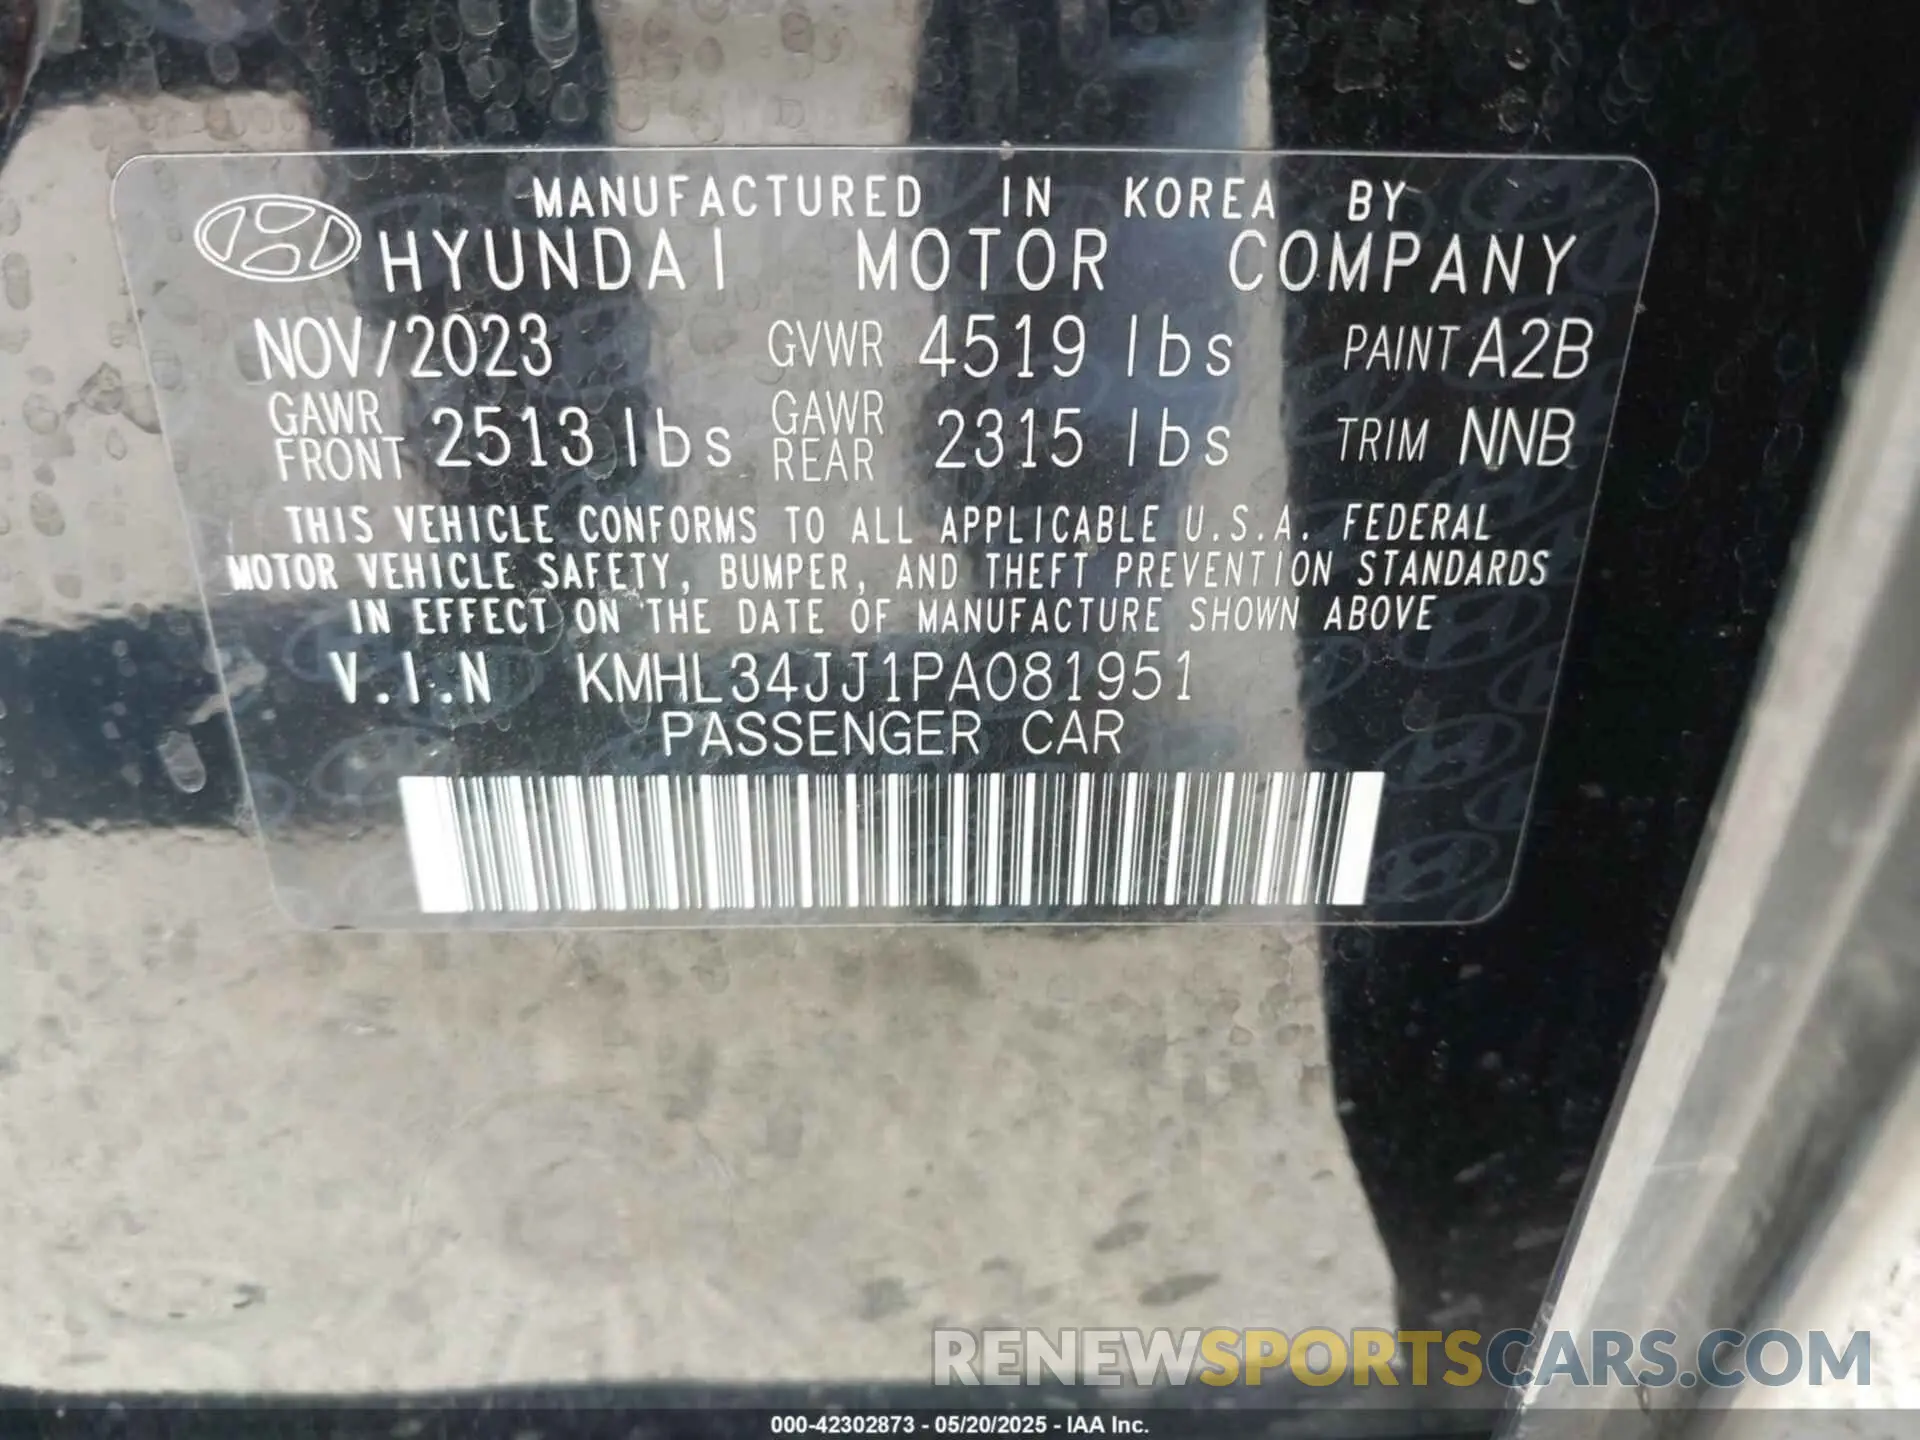 MANUFACTURED IN KOREA BY
HYUNDAI MOTOR COMPANY
NOV/2023 GVWR 4519 lbs PAINT A2B
GAWR FRONT 2513 lbs GAWR REAR 2315 lbs TRIM NNB
THIS VEHICLE CONFORMS TO ALL APPLICABLE U.S.A. FEDERAL
MOTOR VEHICLE SAFETY, BUMPER, AND THEFT PREVENTION STANDARDS
IN EFFECT ON THE DATE OF MANUFACTURE SHOWN ABOVE
V.I.N KMHL34JJ1PA081951
PASSENGER CAR
RENEWSPORTSCARS.COM
000-42302873 - 05/20/2025 - IAA Inc.